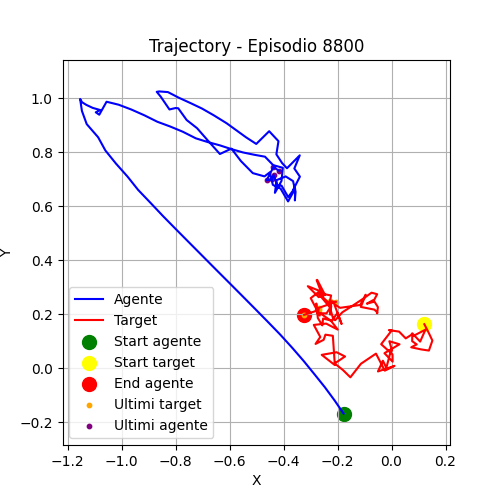 Trajectory - Episodio 8800
Y
1.0
0.8
0.6
0.4
0.2
0.0
−0.2
Agente
Target
Start agente
Start target
End agente
Ultimi target
Ultimi agente
−1.2 −1.0 −0.8 −0.6 −0.4 −0.2 0.0 0.2
X